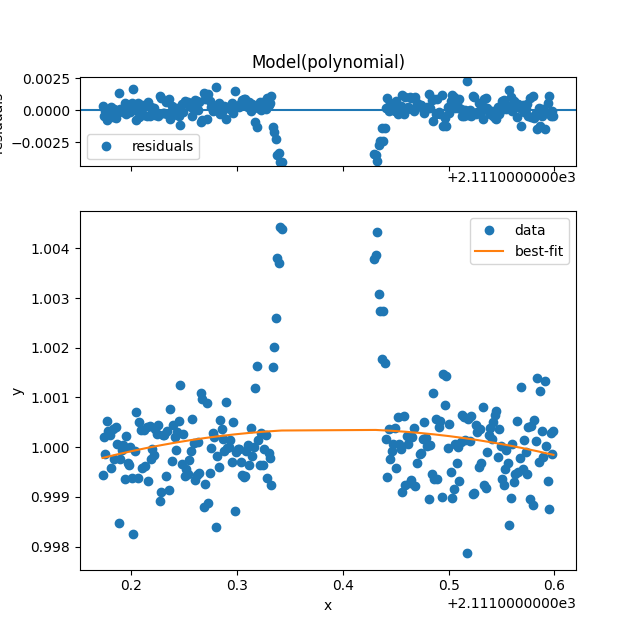 Model(polynomial)
0.0025
0.0000
−0.0025
residuals
+2.1110000000e3
1.004
1.003
1.002
1.001
1.000
0.999
0.998
y
data
best-fit
0.2 0.3 0.4 0.5 0.6
x
+2.1110000000e3